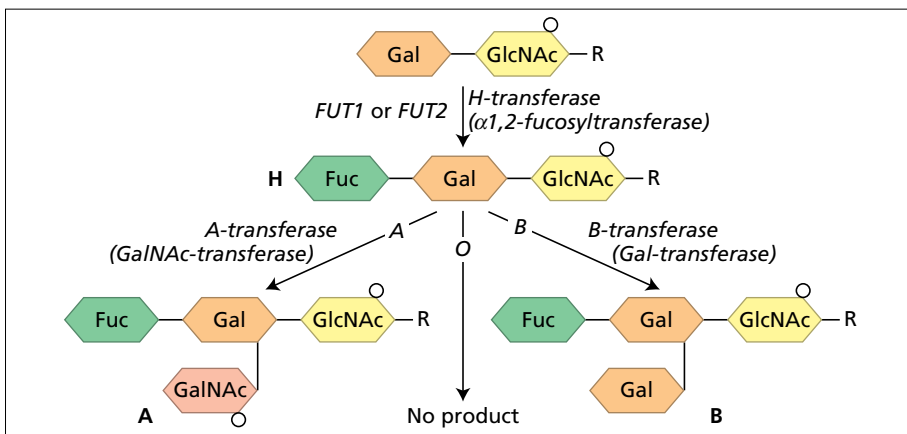 Gal GlcNAc R
FUT1 or FUT2 H-transferase
(α1,2-fucosyltransferase)
H Fuc Gal GlcNAc R
A-transferase
(GalNAc-transferase)
A
O
B
B-transferase
(Gal-transferase)
Fuc Gal GlcNAc R
Fuc Gal GlcNAc R
GalNAc
Gal
A
No product
B